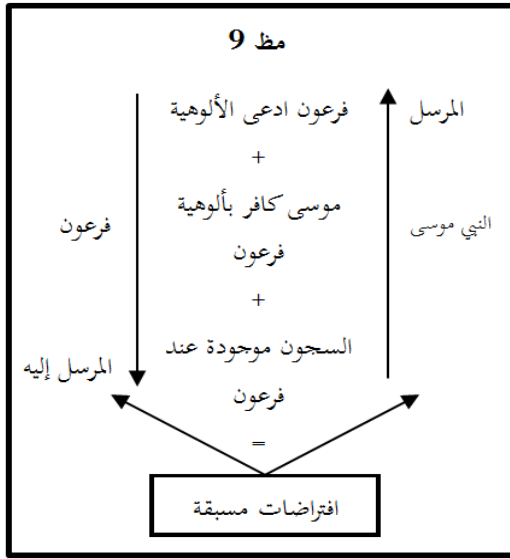 مظ 9
المرسل
فرعون ادعى الألوهية
+
موسى كافر بألوهية
فرعون
النبي موسى
فرعون
+
السجون موجودة عند
فرعون
المرسل إليه
=
افتراضات مسبقة